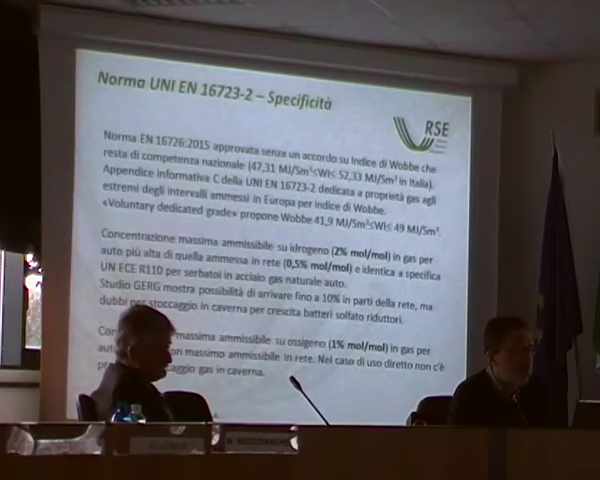 Norma UNI EN 16723-2 – Specificità
RSE
Norma EN 16726:2015 approvata senza un accordo su Indice di Wobbe che
resta di competenza nazionale (47,31 MJ/Sm³≤WI≤ 52,33 MJ/Sm³ in Italia).
Appendice informativa C della UNI EN 16723-2 dedicata a proprietà gas agli
estremi degli intervalli ammessi in Europa per indice di Wobbe.
«Voluntary dedicated grade» propone Wobbe 41,9 MJ/Sm³≤WI≤ 49 MJ/Sm³.
Concentrazione massima ammissibile su idrogeno (2% mol/mol) in gas per
auto più alta di quella ammessa in rete (0,5% mol/mol) e identica a specifica
UN ECE R110 per serbatoi in acciaio gas naturale auto.
Studio GERG mostra possibilità di arrivare fino a 10% in parti della rete, ma
dubbi per stoccaggio in caverna per crescita batteri solfato riduttori.
massima ammissibile su ossigeno (1% mol/mol) in gas per
massimo ammissibile in rete. Nel caso di uso diretto non c'è
gas in caverna.